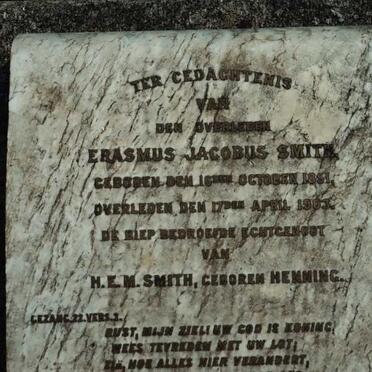 TER GEDACHTENIS
VAN
DEN OVERLEDEN
ERASMUS JACOBUS SMITH.
GEBOREN DEN 16DEN OCTOBER 1851,
OVERLEDEN DEN 17DEN APRIL 1903.
DE DIEP BEDROEFDE ECHTGENOOT
VAN
H.E.M. SMITH, GEBOREN HENNING.
GEZANG. 22. VERS. 3.
RUST, MIJN ZIEL! UW GOD IS KONING,
WEES TEVREDEN MET UW LOT;
ZIE, HOE ALLES HIER VERANDERT,